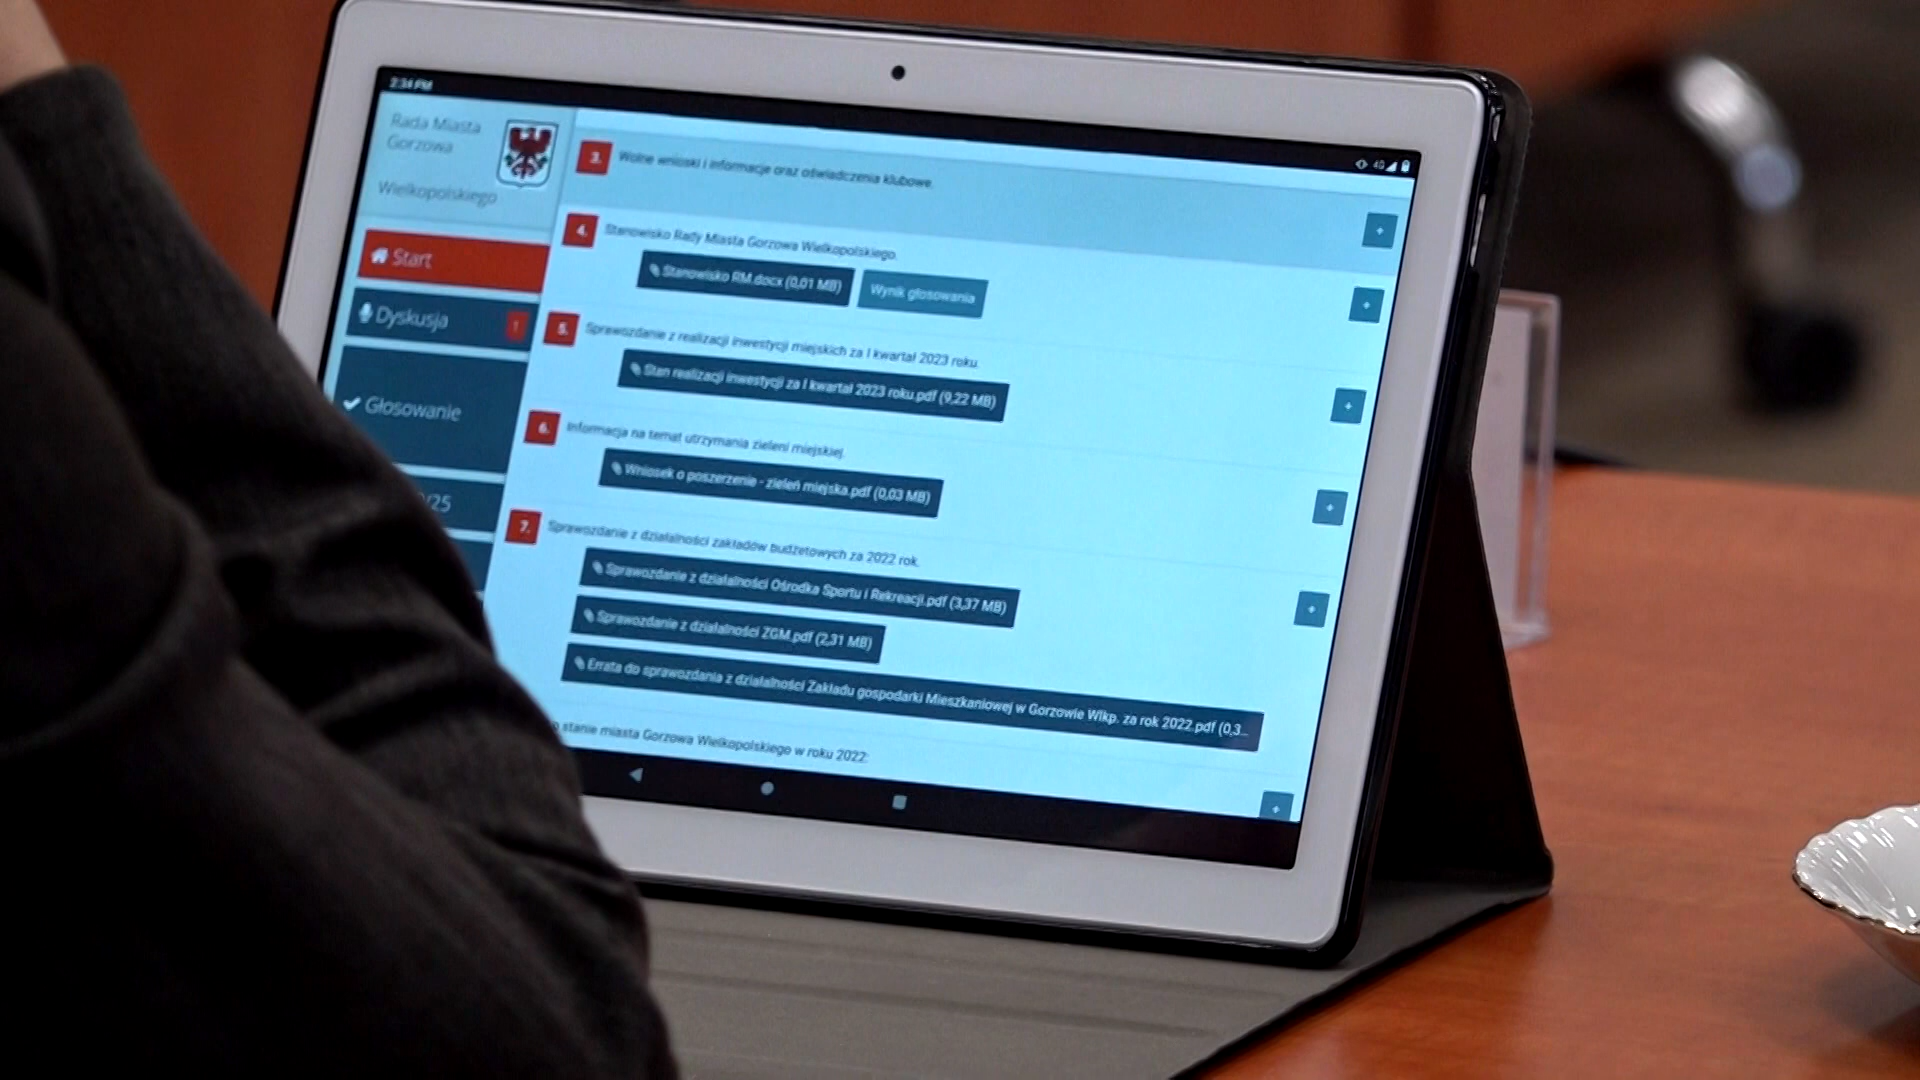 2:34 PM
4G
Rada Miasta
Gorzowa
Wielkopolskiego
Start
Dyskusja 1
Głosowanie
/25
3. Wolne wnioski i informacje oraz oświadczenia klubowe.
4. Stanowisko Rady Miasta Gorzowa Wielkopolskiego.
Stanowisko RM.docx (0,01 MB) Wynik głosowania
5. Sprawozdanie z realizacji inwestycji miejskich za I kwartał 2023 roku.
Stan realizacji inwestycji za I kwartał 2023 roku.pdf (9,22 MB)
6. Informacja na temat utrzymania zieleni miejskiej.
Wniosek o poszerzenie - zieleń miejska.pdf (0,03 MB)
7. Sprawozdanie z działalności zakładów budżetowych za 2022 rok.
Sprawozdanie z działalności Ośrodka Sportu i Rekreacji.pdf (3,37 MB)
Sprawozdanie z działalności ZGM.pdf (2,31 MB)
Errata do sprawozdania z działalności Zakładu gospodarki Mieszkaniowej w Gorzowie Wlkp. za rok 2022.pdf (0,3...
o stanie miasta Gorzowa Wielkopolskiego w roku 2022: